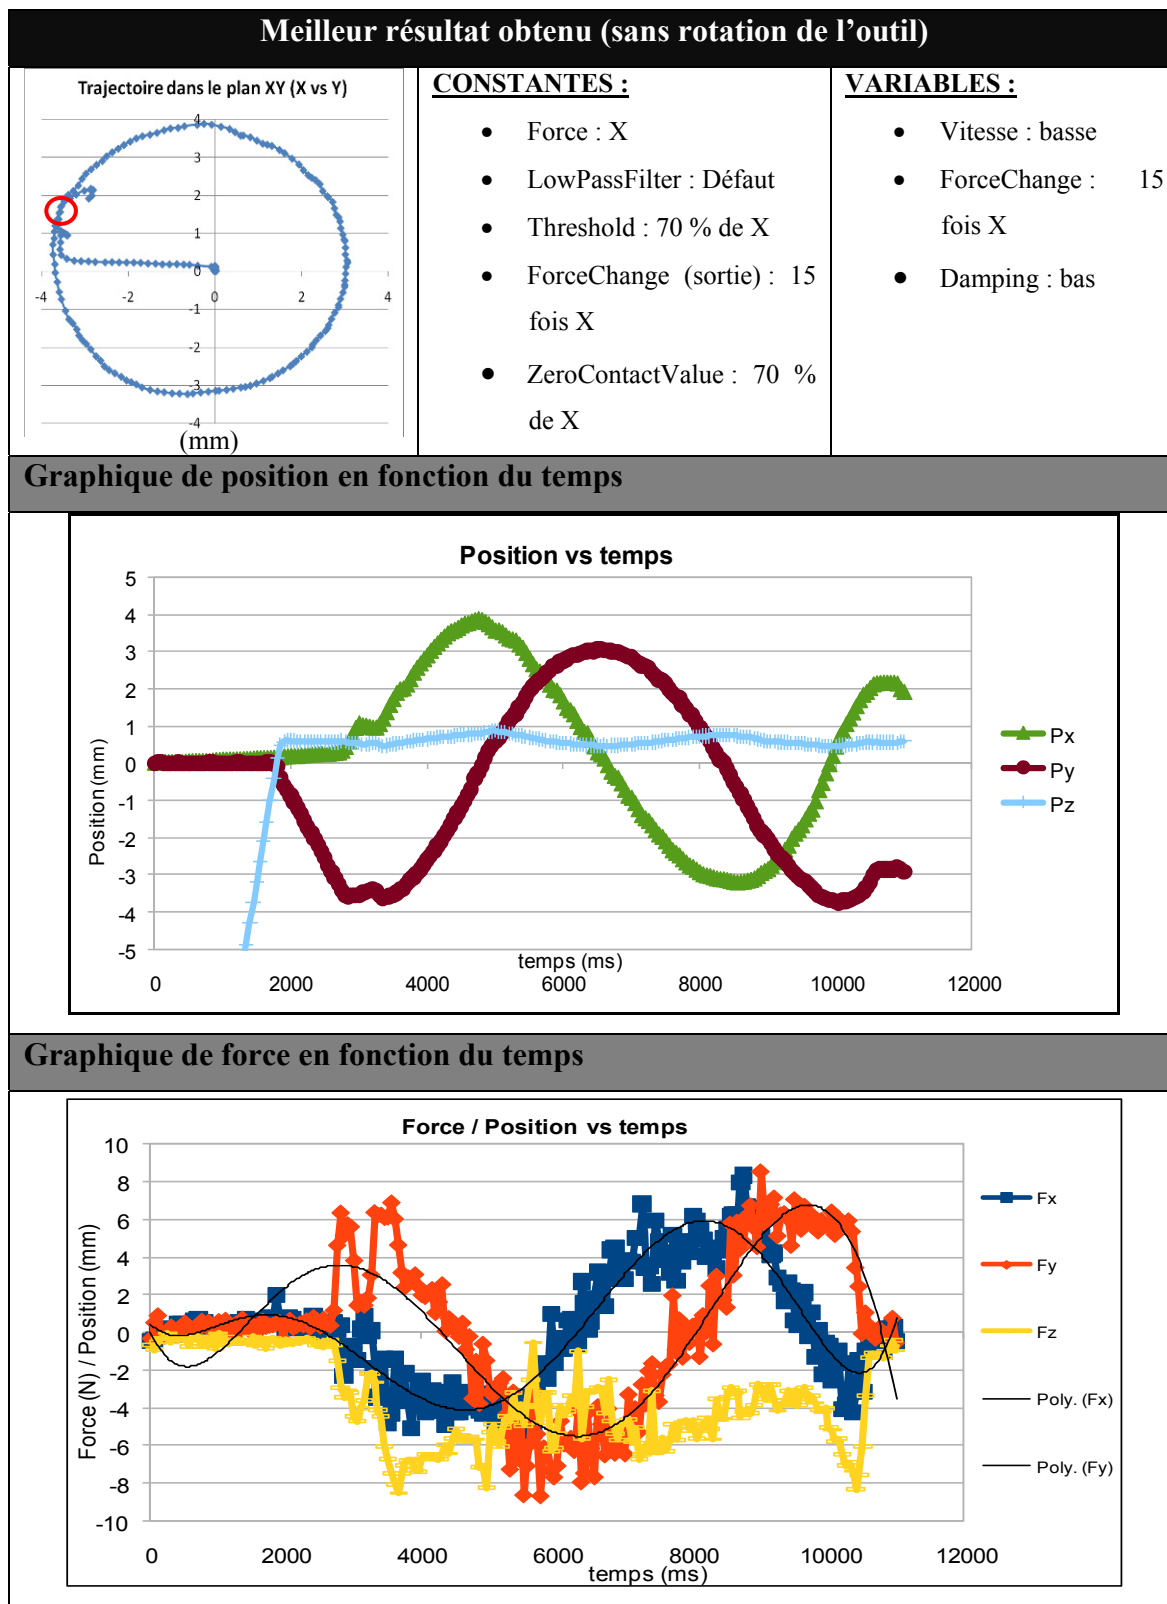 Meilleur résultat obtenu (sans rotation de l'outil)
Trajectoire dans le plan XY (X vs Y)
4
3
2
1
0
-4
-2
0
2
4
-1
-2
-3
-4
(mm)
CONSTANTES :
• Force : X
• LowPassFilter : Défaut
• Threshold : 70 % de X
• ForceChange (sortie) : 15
fois X
• ZeroContactValue : 70 %
de X
VARIABLES :
• Vitesse : basse
• ForceChange : 15
fois X
• Damping : bas
Graphique de position en fonction du temps
Position vs temps
5
4
3
2
1
0
-1
-2
-3
-4
-5
Position (mm)
temps (ms)
0 2000 4000 6000 8000 10000 12000
Px
Py
Pz
Graphique de force en fonction du temps
Force / Position vs temps
10
8
6
4
2
0
-2
-4
-6
-8
-10
Force (N) / Position (mm)
0 2000 4000 6000 8000 10000 12000
temps (ms)
Fx
Fy
Fz
Poly. (Fx)
Poly. (Fy)